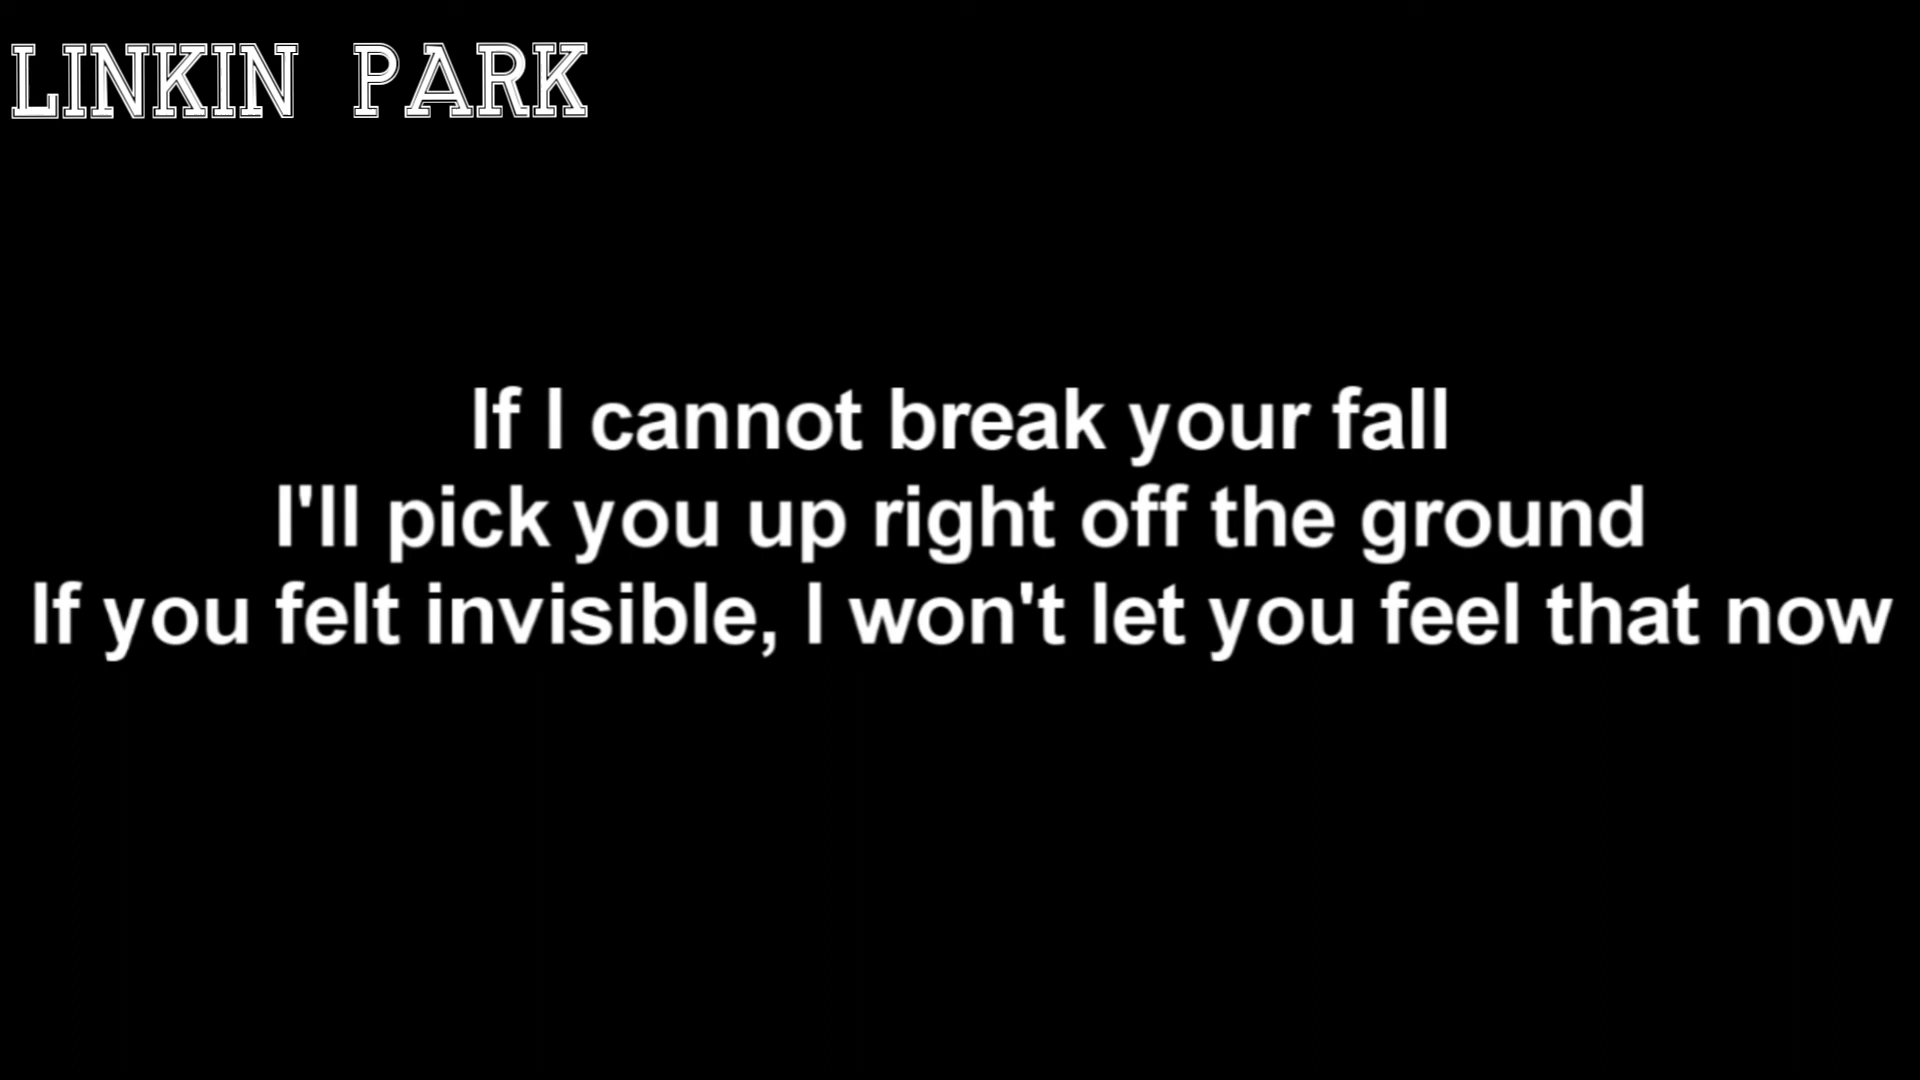 LINKIN PARK
If I cannot break your fall
I'll pick you up right off the ground
If you felt invisible, I won't let you feel that now